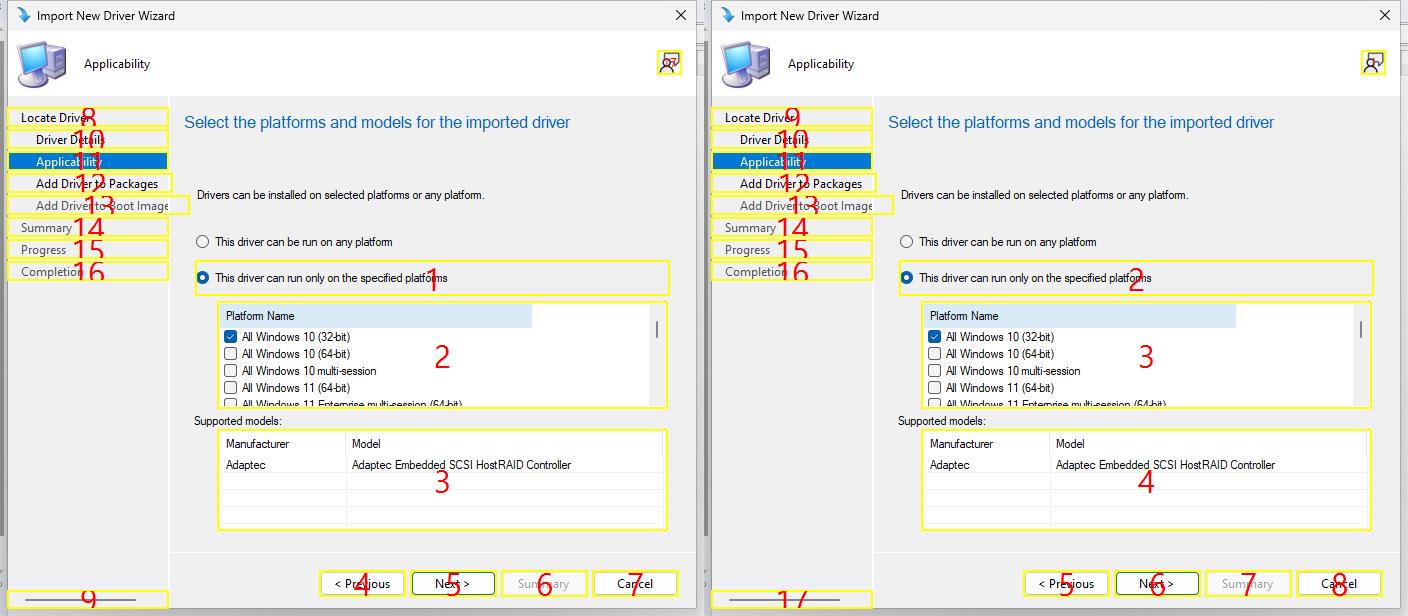 Import New Driver Wizard
Applicability
17
Locate Driver
8
Driver Details
10
Applicability
11
Add Driver to Packages
12
Add Driver to Boot Image
13
Summary
14
Progress
15
Completion
16
9
Select the platforms and models for the imported driver
Drivers can be installed on selected platforms or any platform.
This driver can be run on any platform
This driver can run only on the specified platforms
1
Platform Name
All Windows 10 (32-bit)
All Windows 10 (64-bit)
2
All Windows 10 multi-session
All Windows 11 (64-bit)
All Windows 11 Enterprise multi-session (64-bit)
Supported models:
Manufacturer Model
Adaptec Adaptec Embedded SCSI HostRAID Controller
3
< Previous Next > Summary Cancel
4 5 6 7
Import New Driver Wizard
Applicability
1
Locate Driver
9
Driver Details
10
Applicability
11
Add Driver to Packages
12
Add Driver to Boot Image
13
Summary
14
Progress
15
Completion
16
17
Select the platforms and models for the imported driver
Drivers can be installed on selected platforms or any platform.
This driver can be run on any platform
This driver can run only on the specified platforms
2
Platform Name
All Windows 10 (32-bit)
All Windows 10 (64-bit)
3
All Windows 10 multi-session
All Windows 11 (64-bit)
All Windows 11 Enterprise multi-session (64-bit)
Supported models:
Manufacturer Model
Adaptec Adaptec Embedded SCSI HostRAID Controller
4
< Previous Next > Summary Cancel
5 6 7 8